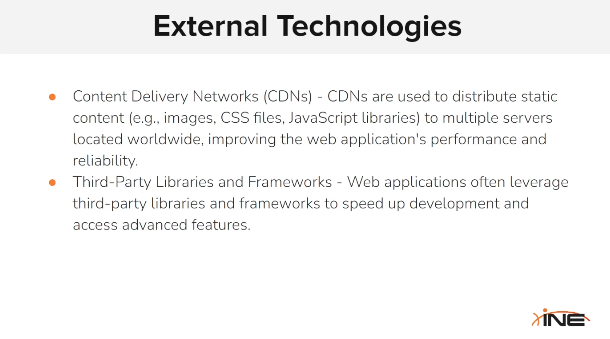 External Technologies
● Content Delivery Networks (CDNs) - CDNs are used to distribute static
content (e.g., images, CSS files, JavaScript libraries) to multiple servers
located worldwide, improving the web application's performance and
reliability.
● Third-Party Libraries and Frameworks - Web applications often leverage
third-party libraries and frameworks to speed up development and
access advanced features.
INE